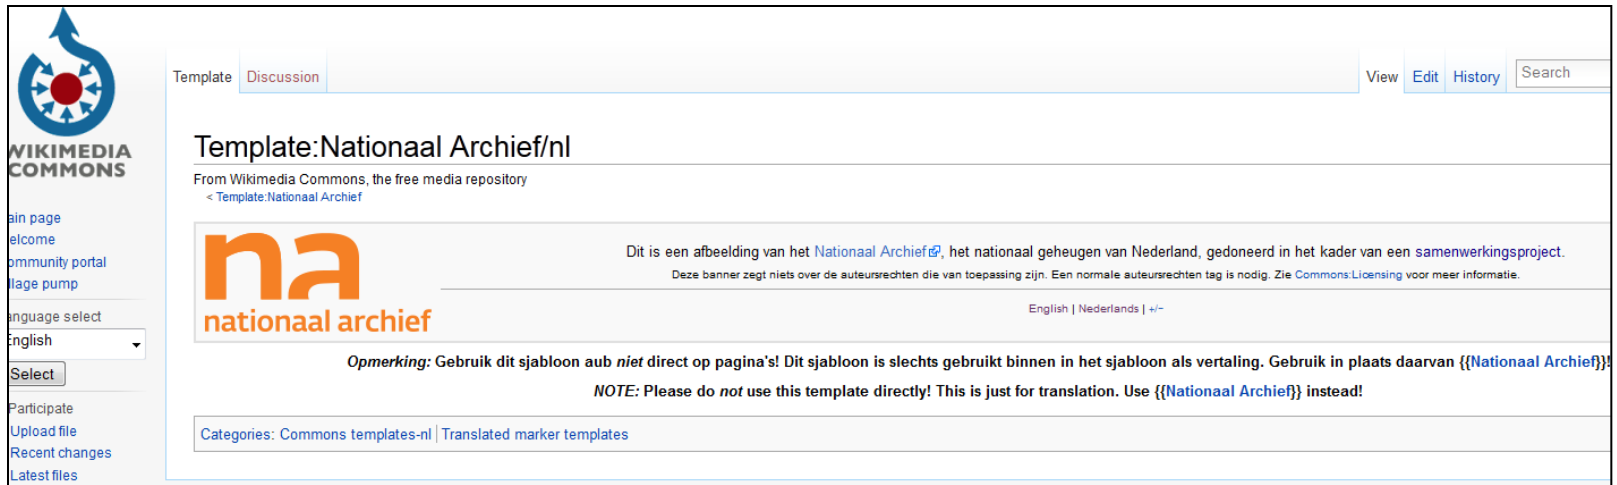 WIKIMEDIA
COMMONS
Template Discussion
View Edit History Search
Template:Nationaal Archief/nl
From Wikimedia Commons, the free media repository
< Template:Nationaal Archief
ain page
elcome
ommunity portal
llage pump
anguage select
English
Select
Participate
Upload file
Recent changes
Latest files
na
nationaal archief
Dit is een afbeelding van het Nationaal Archief, het nationaal geheugen van Nederland, gedoneerd in het kader van een samenwerkingsproject.
Deze banner zegt niets over de auteursrechten die van toepassing zijn. Een normale auteursrechten tag is nodig. Zie Commons:Licensing voor meer informatie.
English | Nederlands | +/−
Opmerking: Gebruik dit sjabloon aub niet direct op pagina's! Dit sjabloon is slechts gebruikt binnen in het sjabloon als vertaling. Gebruik in plaats daarvan {{Nationaal Archief}}!
NOTE: Please do not use this template directly! This is just for translation. Use {{Nationaal Archief}} instead!
Categories: Commons templates-nl | Translated marker templates